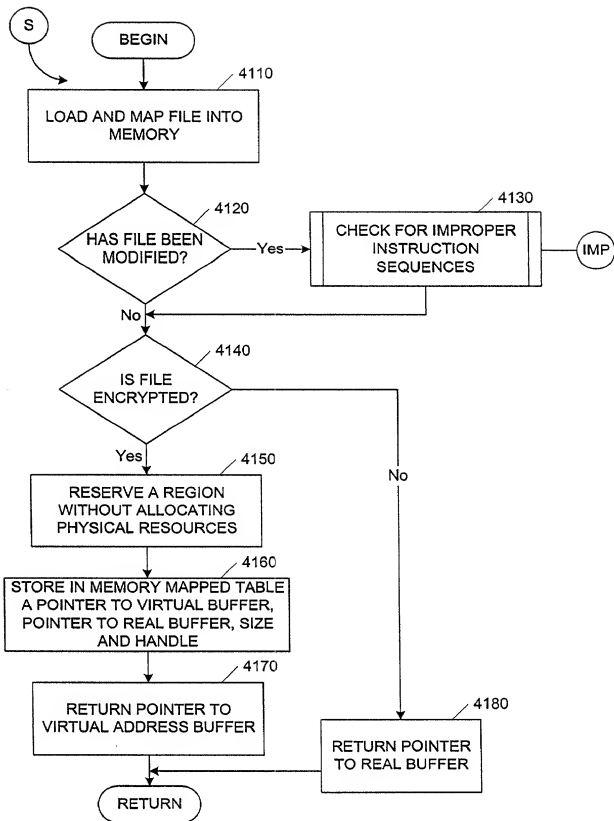 S
BEGIN
4110
LOAD AND MAP FILE INTO
MEMORY
4120
HAS FILE BEEN
MODIFIED?
Yes
4130
CHECK FOR IMPROPER
INSTRUCTION
SEQUENCES
IMP
No
4140
IS FILE
ENCRYPTED?
Yes
No
4150
RESERVE A REGION
WITHOUT ALLOCATING
PHYSICAL RESOURCES
4160
STORE IN MEMORY MAPPED TABLE
A POINTER TO VIRTUAL BUFFER,
POINTER TO REAL BUFFER, SIZE
AND HANDLE
4170
RETURN POINTER TO
VIRTUAL ADDRESS BUFFER
4180
RETURN POINTER
TO REAL BUFFER
RETURN